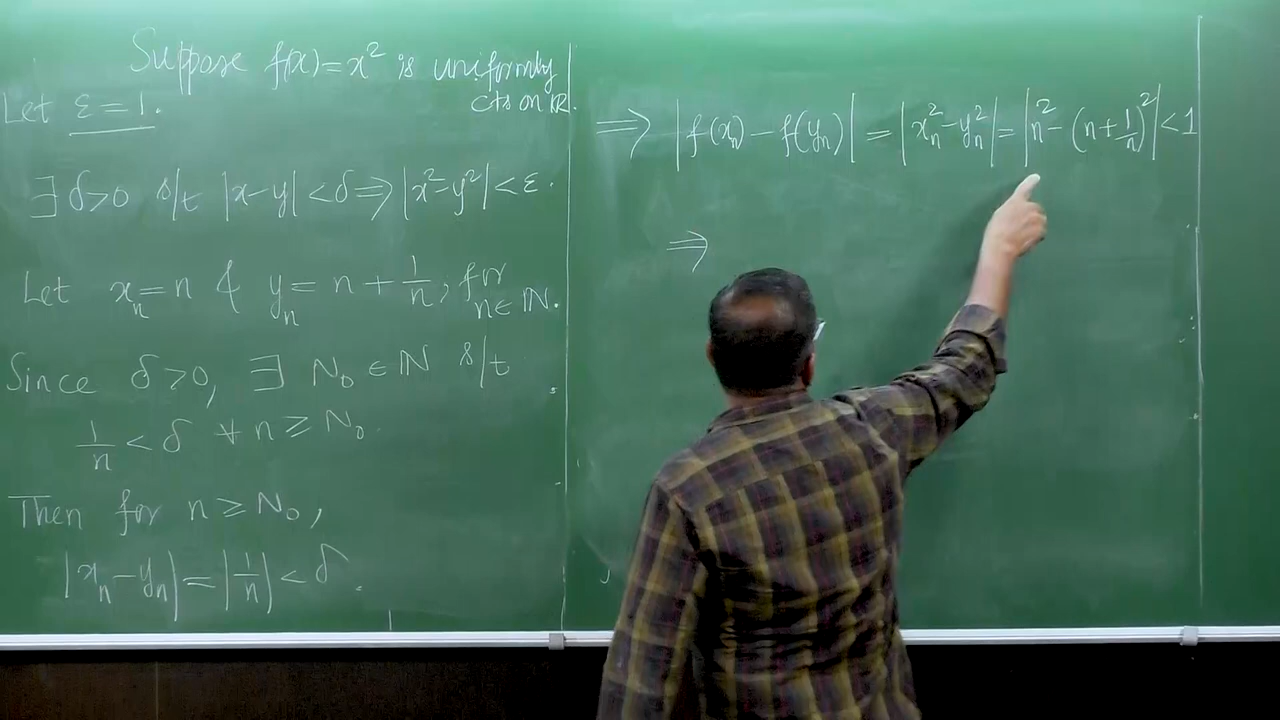 Suppose f(x) = x² is uniformly
cts on ℝ.
Let ε = 1.
∃ δ>0 s/t |x-y| < δ ⇒ |x²-y²| < ε.
Let xₙ = n & yₙ = n + 1/n, for
n ∈ ℕ.
Since δ > 0, ∃ N₀ ∈ ℕ s/t
1/n < δ ∀ n ≥ N₀.
Then for n ≥ N₀,
|xₙ - yₙ| = |1/n| < δ.
⇒ |f(xₙ) - f(yₙ)| = |xₙ² - yₙ²| = |n² - (n + 1/n)²| < 1
⇒